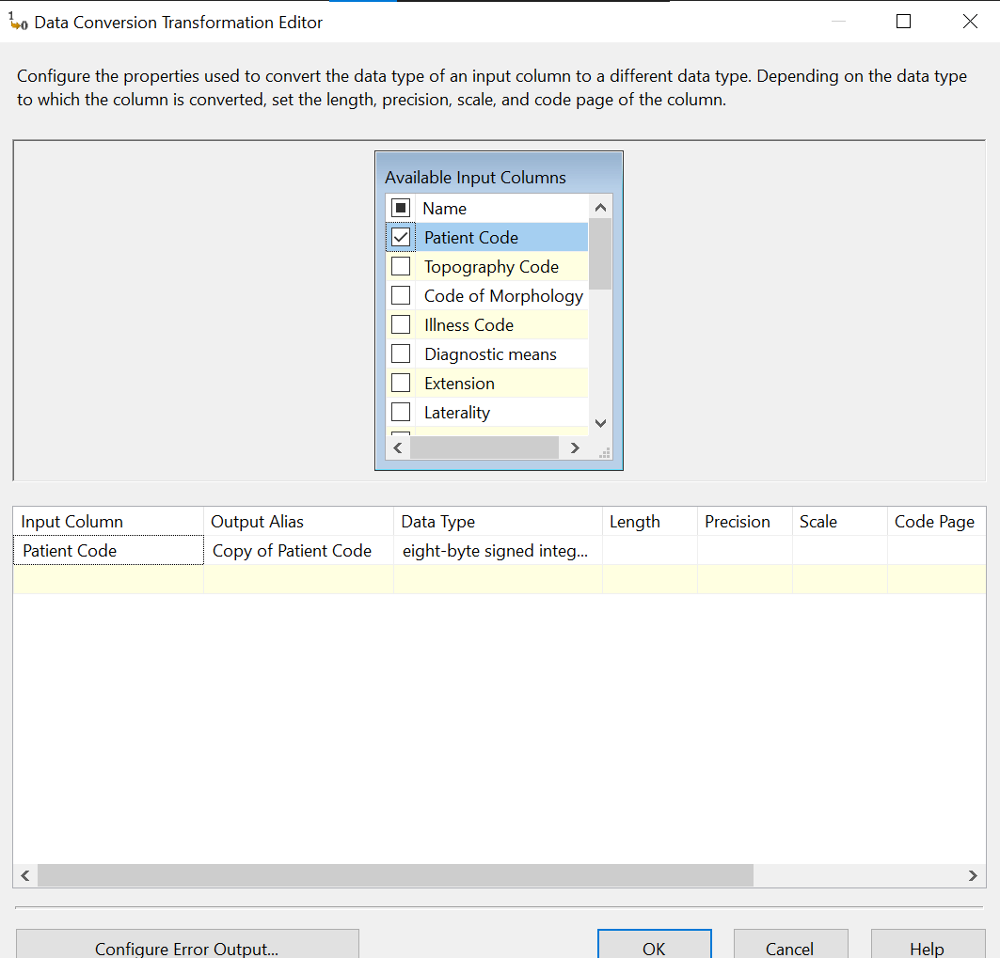 Data Conversion Transformation Editor
Configure the properties used to convert the data type of an input column to a different data type. Depending on the data type
to which the column is converted, set the length, precision, scale, and code page of the column.
Available Input Columns
Name
Patient Code
Topography Code
Code of Morphology
Illness Code
Diagnostic means
Extension
Laterality
Input Column Output Alias Data Type Length Precision Scale Code Page
Patient Code Copy of Patient Code eight-byte signed integ...
Configure Error Output... OK Cancel Help